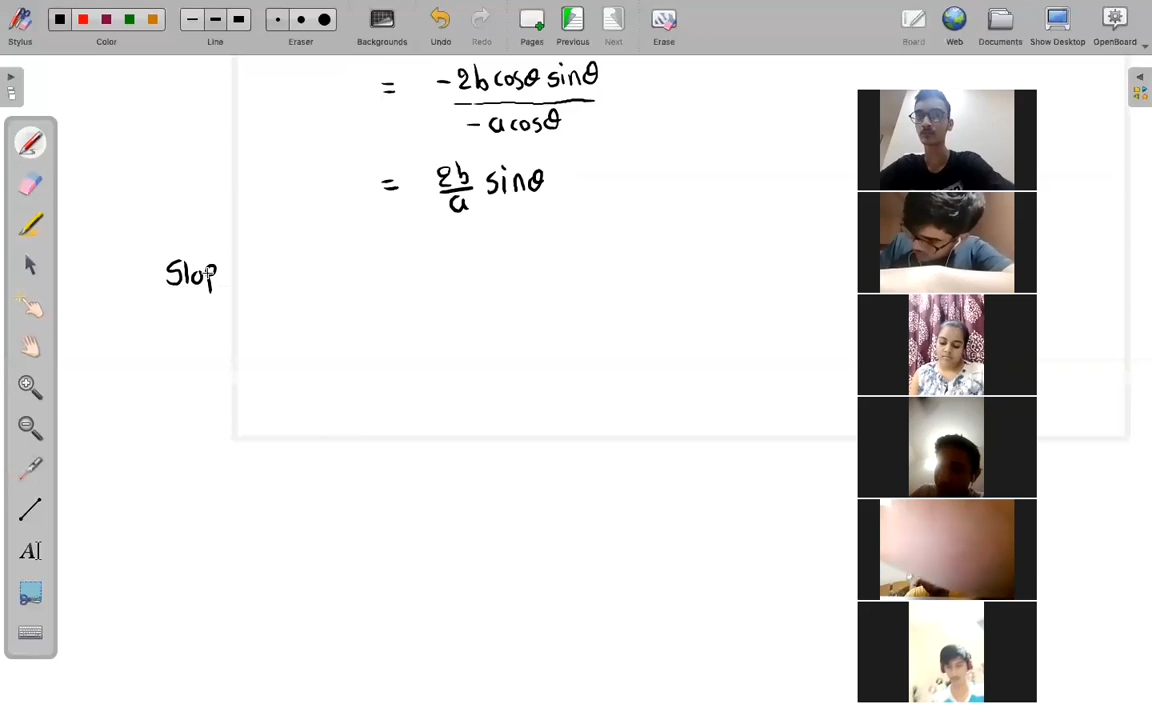 Stylus Color Line Eraser Backgrounds Undo Redo Pages Previous Next Erase Board Web Documents Show Desktop OpenBoard
= -2b cosθ sinθ
-a cosθ
= 2b/a sinθ
Slop
A